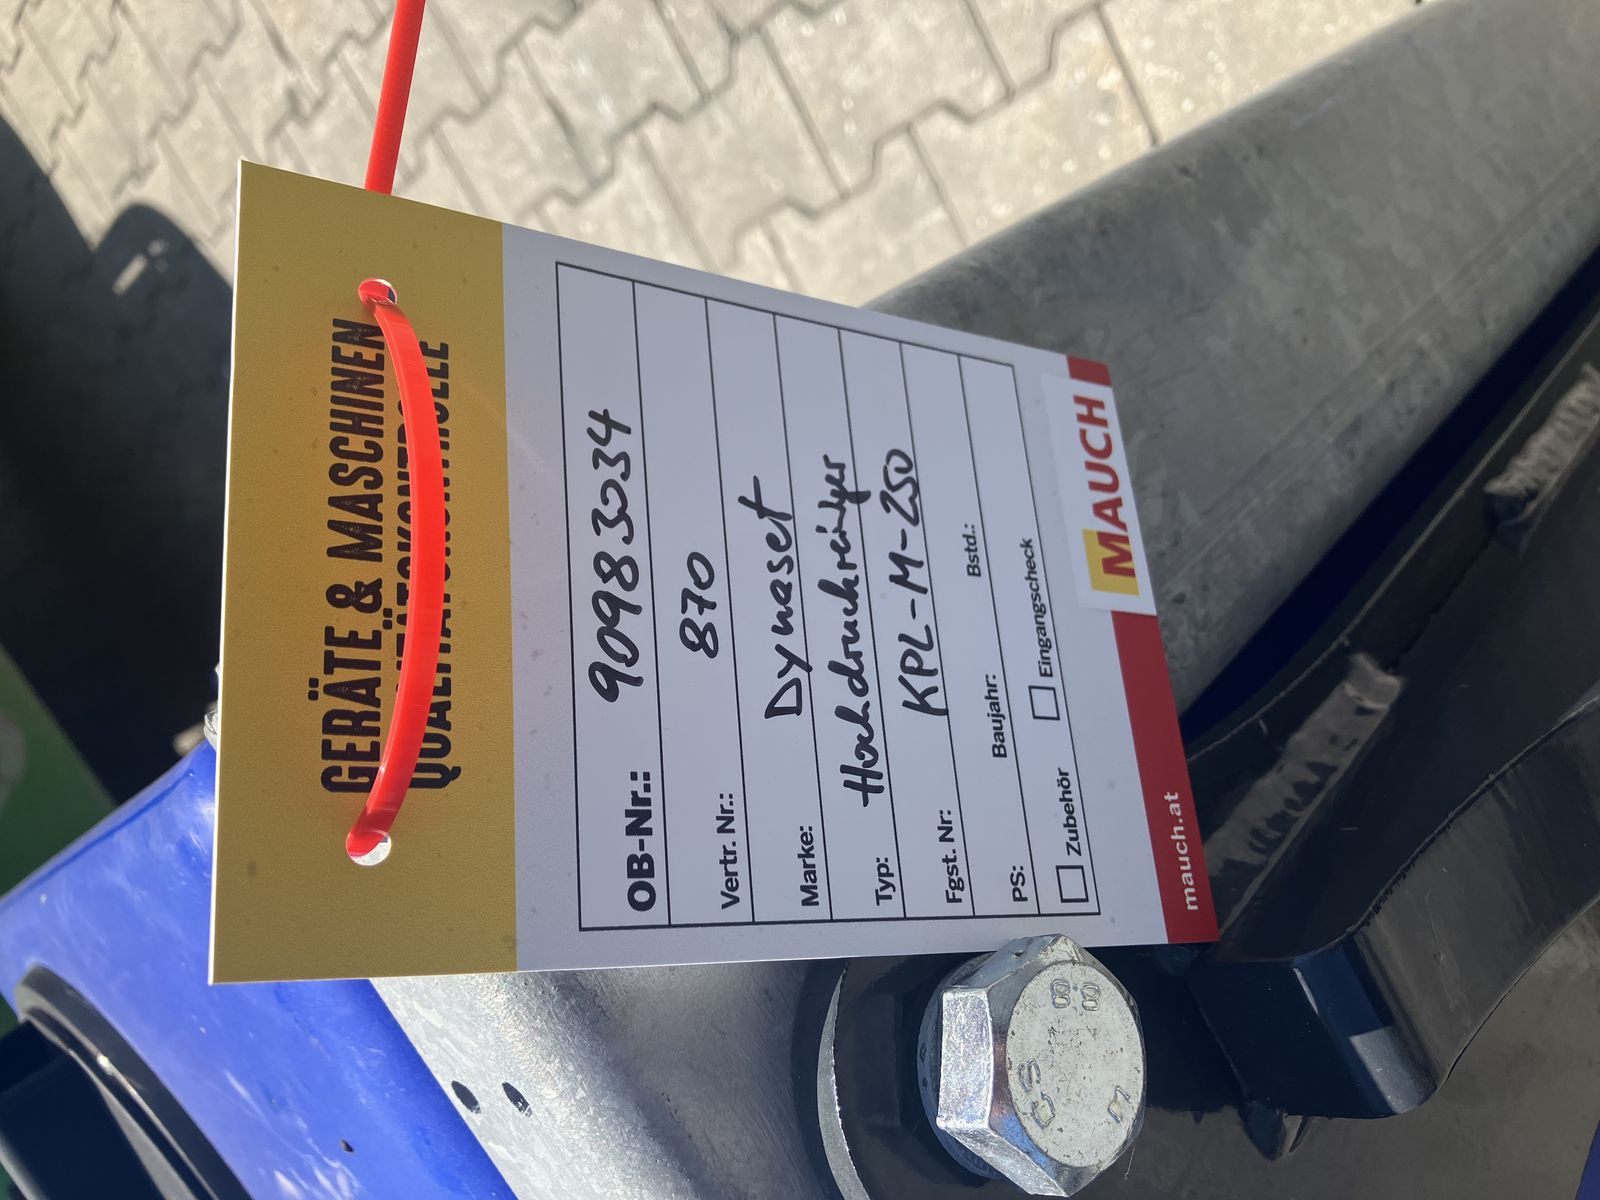 GERÄTE & MASCHINEN
QUALITÄTSKONTROLLE
OB-Nr.: 90983034
Vertr. Nr.: 870
Marke: Dynaset
Typ: Hochdruckreiniger
Fgst. Nr: KPL-M-250
PS: Baujahr: Bstd.:
Zubehör Eingangscheck
MAUCH
mauch.at
CS 8.8
M